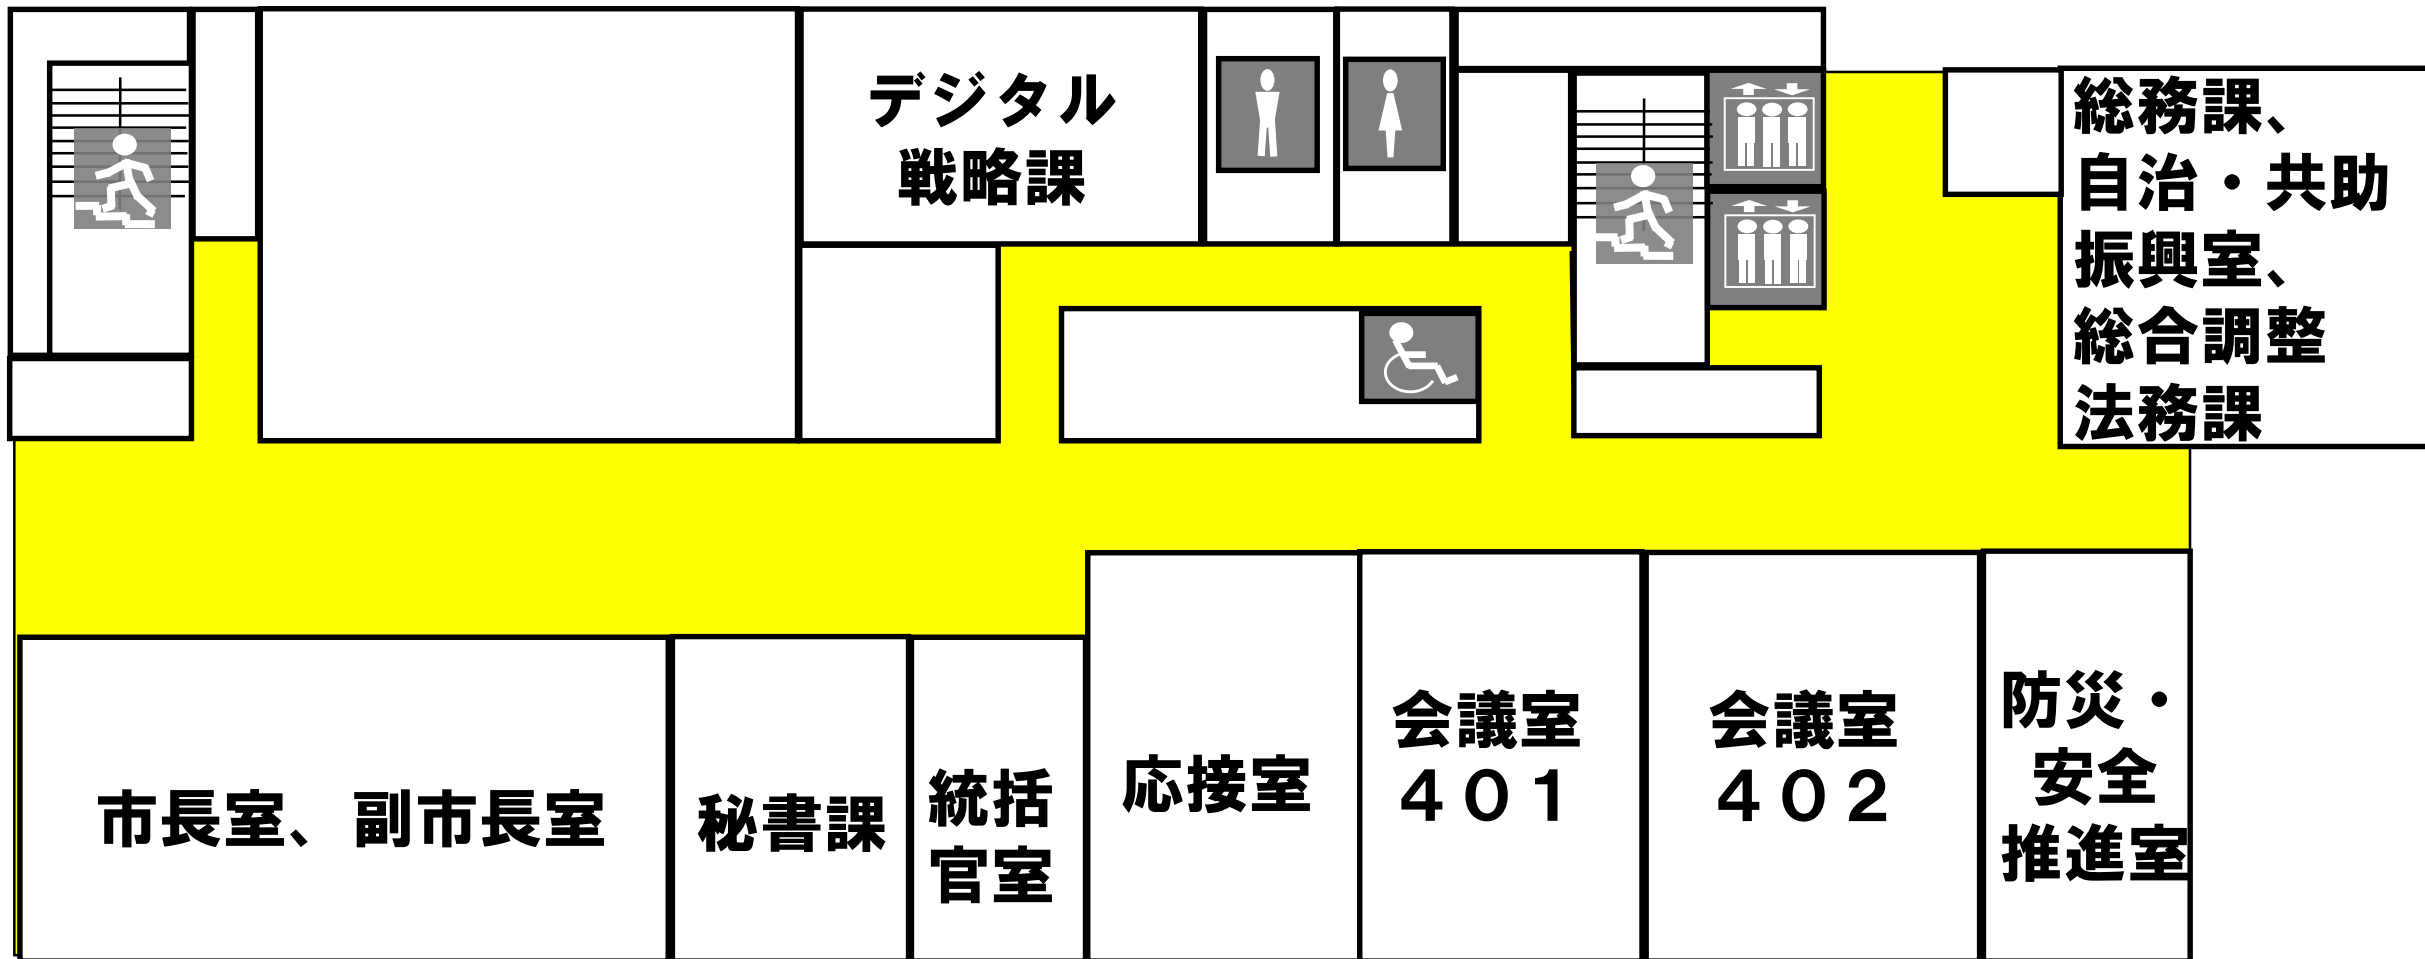 デジタル
戦略課
総務課、
自治・共助
振興室、
総合調整
法務課
市長室、副市長室
秘書課
統括
官室
応接室
会議室
４０１
会議室
４０２
防災・
安全
推進室